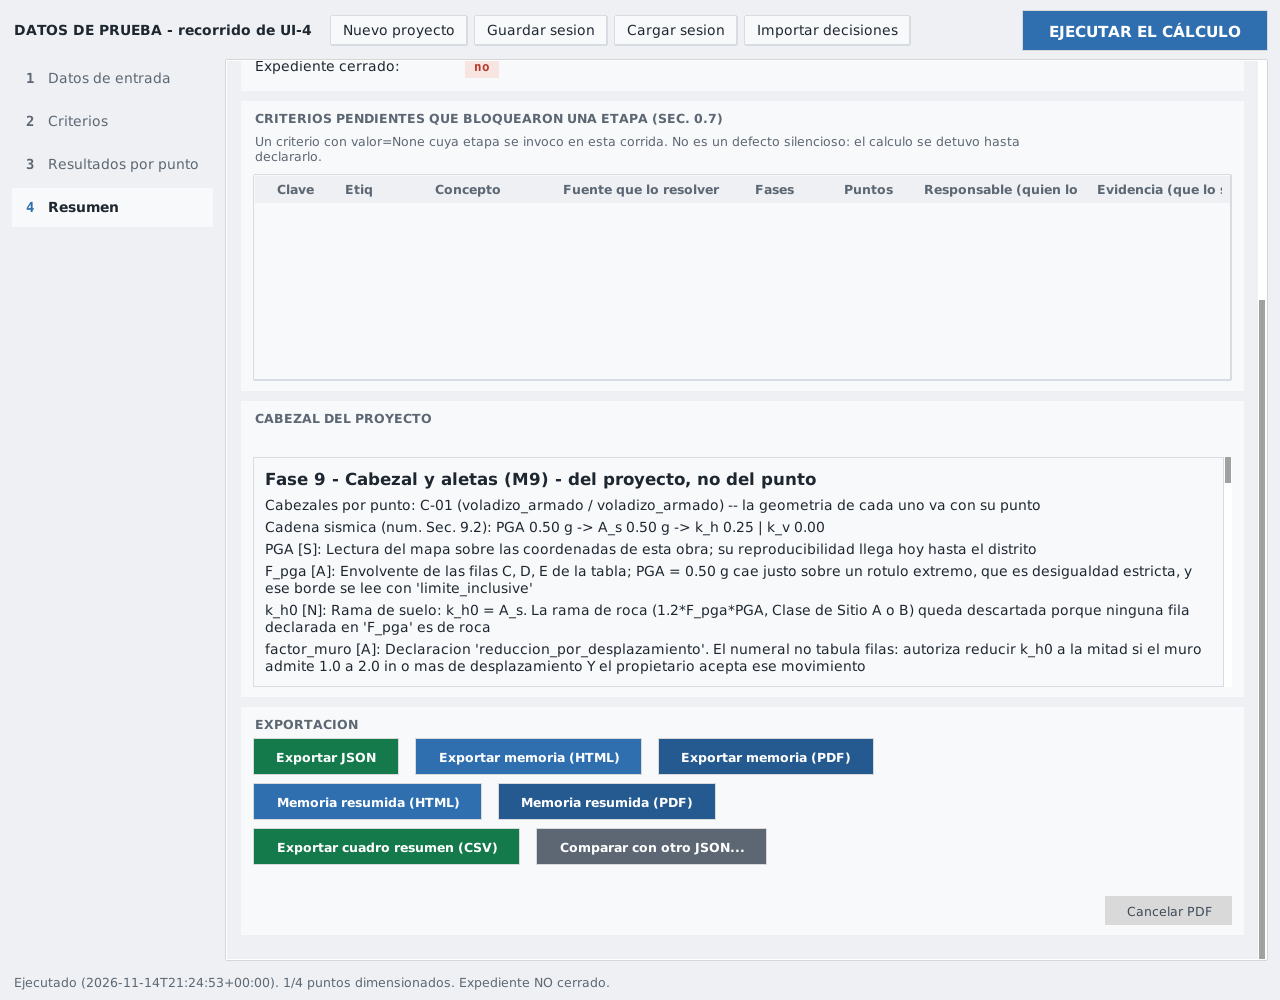 DATOS DE PRUEBA - recorrido de UI-4
Nuevo proyecto
Guardar sesion
Cargar sesion
Importar decisiones
EJECUTAR EL CÁLCULO
1 Datos de entrada
2 Criterios
3 Resultados por punto
4 Resumen
Expediente cerrado: no
CRITERIOS PENDIENTES QUE BLOQUEARON UNA ETAPA (SEC. 0.7)
Un criterio con valor=None cuya etapa se invoco en esta corrida. No es un defecto silencioso: el calculo se detuvo hasta
declararlo.
Clave Etiq Concepto Fuente que lo resolver Fases Puntos Responsable (quien lo Evidencia (que lo
CABEZAL DEL PROYECTO
Fase 9 - Cabezal y aletas (M9) - del proyecto, no del punto
Cabezales por punto: C-01 (voladizo_armado / voladizo_armado) -- la geometria de cada uno va con su punto
Cadena sismica (num. Sec. 9.2): PGA 0.50 g -> A_s 0.50 g -> k_h 0.25 | k_v 0.00
PGA [S]: Lectura del mapa sobre las coordenadas de esta obra; su reproducibilidad llega hoy hasta el distrito
F_pga [A]: Envolvente de las filas C, D, E de la tabla; PGA = 0.50 g cae justo sobre un rotulo extremo, que es desigualdad estricta, y
ese borde se lee con 'limite_inclusive'
k_h0 [N]: Rama de suelo: k_h0 = A_s. La rama de roca (1.2*F_pga*PGA, Clase de Sitio A o B) queda descartada porque ninguna fila
declarada en 'F_pga' es de roca
factor_muro [A]: Declaracion 'reduccion_por_desplazamiento'. El numeral no tabula filas: autoriza reducir k_h0 a la mitad si el muro
admite 1.0 a 2.0 in o mas de desplazamiento Y el propietario acepta ese movimiento
EXPORTACION
Exportar JSON
Exportar memoria (HTML)
Exportar memoria (PDF)
Memoria resumida (HTML)
Memoria resumida (PDF)
Exportar cuadro resumen (CSV)
Comparar con otro JSON...
Cancelar PDF
Ejecutado (2026-11-14T21:24:53+00:00). 1/4 puntos dimensionados. Expediente NO cerrado.